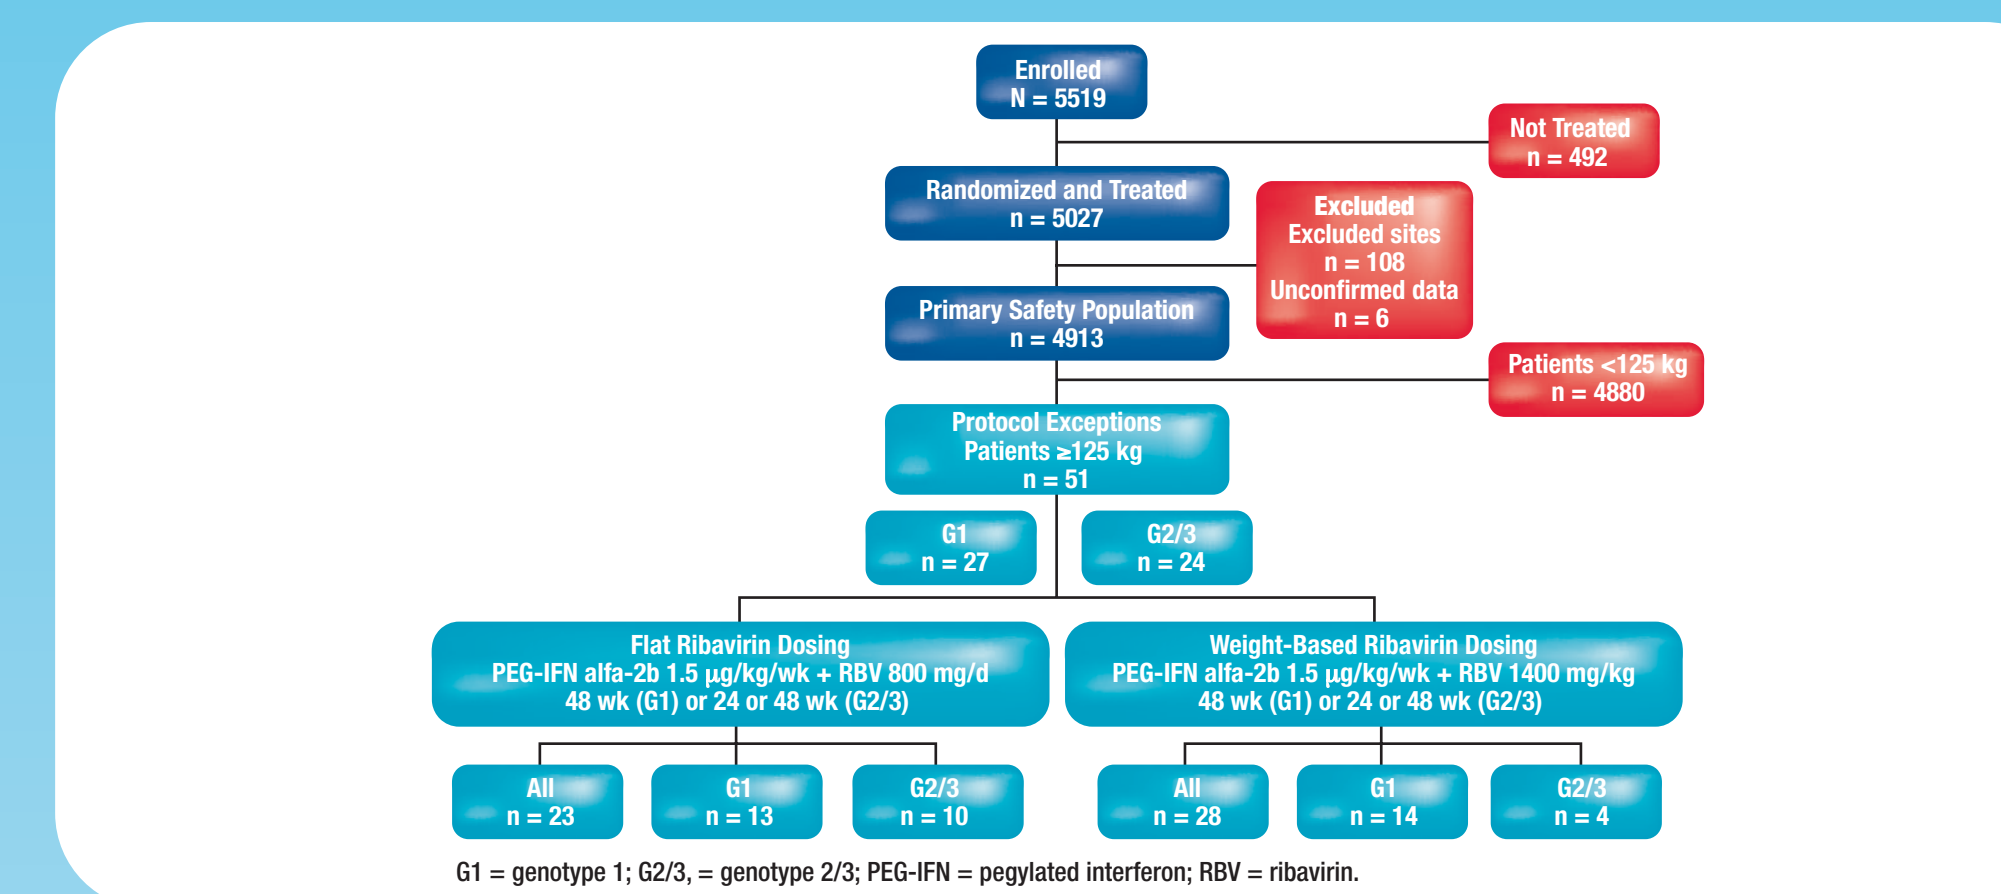 Enrolled
N = 5519
Not Treated
n = 492
Randomized and Treated
n = 5027
Excluded
Excluded sites
n = 108
Unconfirmed data
n = 6
Primary Safety Population
n = 4913
Patients <125 kg
n = 4880
Protocol Exceptions
Patients ≥125 kg
n = 51
G1
n = 27
G2/3
n = 24
Flat Ribavirin Dosing
PEG-IFN alfa-2b 1.5 µg/kg/wk + RBV 800 mg/d
48 wk (G1) or 24 or 48 wk (G2/3)
Weight-Based Ribavirin Dosing
PEG-IFN alfa-2b 1.5 µg/kg/wk + RBV 1400 mg/kg
48 wk (G1) or 24 or 48 wk (G2/3)
All
n = 23
G1
n = 13
G2/3
n = 10
All
n = 28
G1
n = 14
G2/3
n = 4
G1 = genotype 1; G2/3, = genotype 2/3; PEG-IFN = pegylated interferon; RBV = ribavirin.